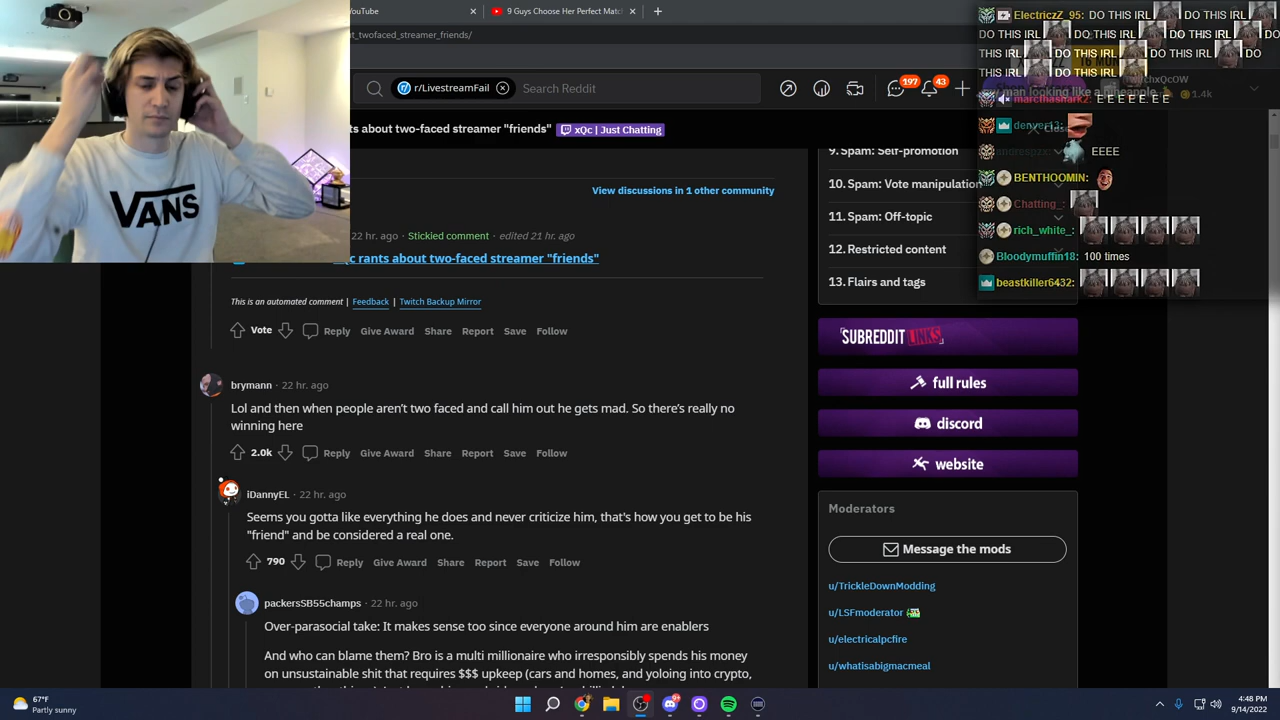 YouTube
9 Guys Choose Her Perfect Matc
t_twofaced_streamer_friends/
r/LivestreamFail
Search Reddit
197
43
ts about two-faced streamer "friends"
xQc | Just Chatting
View discussions in 1 other community
22 hr. ago · Stickied comment · edited 21 hr. ago
c rants about two-faced streamer "friends"
This is an automated comment | Feedback | Twitch Backup Mirror
Vote
Reply
Give Award
Share
Report
Save
Follow
brymann · 22 hr. ago
Lol and then when people aren't two faced and call him out he gets mad. So there's really no
winning here
2.0k
Reply
Give Award
Share
Report
Save
Follow
iDannyEL · 22 hr. ago
Seems you gotta like everything he does and never criticize him, that's how you get to be his
"friend" and be considered a real one.
790
Reply
Give Award
Share
Report
Save
Follow
packersSB55champs · 22 hr. ago
Over-parasocial take: It makes sense too since everyone around him are enablers
And who can blame them? Bro is a multi millionaire who irresponsibly spends his money
on unsustainable shit that requires $$$ upkeep (cars and homes, and yoloing into crypto,
9. Spam: Self-promotion
10. Spam: Vote manipulation
11. Spam: Off-topic
12. Restricted content
13. Flairs and tags
SUBREDDIT LINKS
full rules
discord
website
Moderators
Message the mods
u/TrickleDownModding
u/LSFmoderator
u/electricalpcfire
u/whatisabigmacmeal
ElectriczZ_95: DO THIS IRL DO THIS IRL
DO THIS IRL DO THIS IRL DO THIS IRL DO
THIS IRL DO THIS IRL DO THIS IRL DO
THIS IRL DO THIS IRL
man looking like a pineapple
1.4k
marcthashark2: E E E E E. E E
denver13:
EEEE
BENTHOOMIN:
Chatting_:
rich_white_:
Bloodymuffin18: 100 times
beastkiller6432:
VANS
67°F
Partly sunny
4:48 PM
9/14/2022